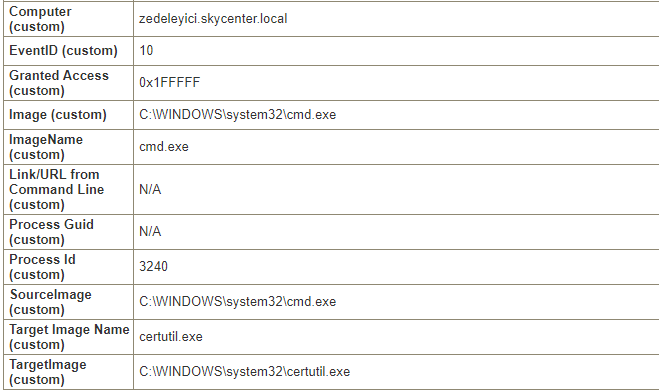 Computer (custom) zedeleyici.skycenter.local
EventID (custom) 10
Granted Access (custom) 0x1FFFFF
Image (custom) C:\WINDOWS\system32\cmd.exe
ImageName (custom) cmd.exe
Link/URL from Command Line (custom) N/A
Process Guid (custom) N/A
Process Id (custom) 3240
SourceImage (custom) C:\WINDOWS\system32\cmd.exe
Target Image Name (custom) certutil.exe
TargetImage (custom) C:\WINDOWS\system32\certutil.exe